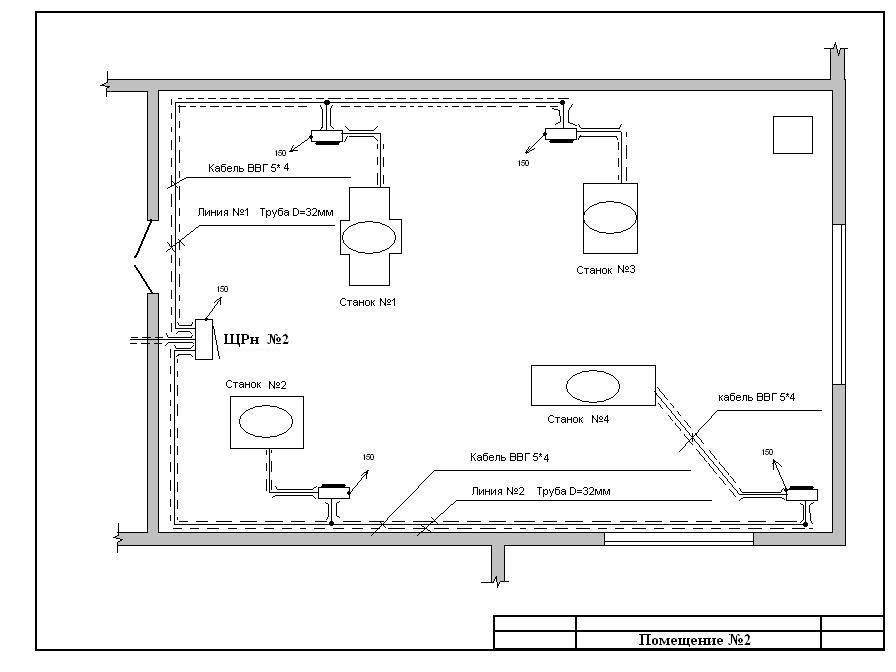 150
150
Кабель ВВГ 5* 4
Линия №1 Труба D=32мм
Станок №3
150
Станок №1
ЩРн №2
Станок №2
кабель ВВГ 5*4
Станок №4
150
Кабель ВВГ 5*4
150
Линия №2 Труба D=32мм
Помещение №2